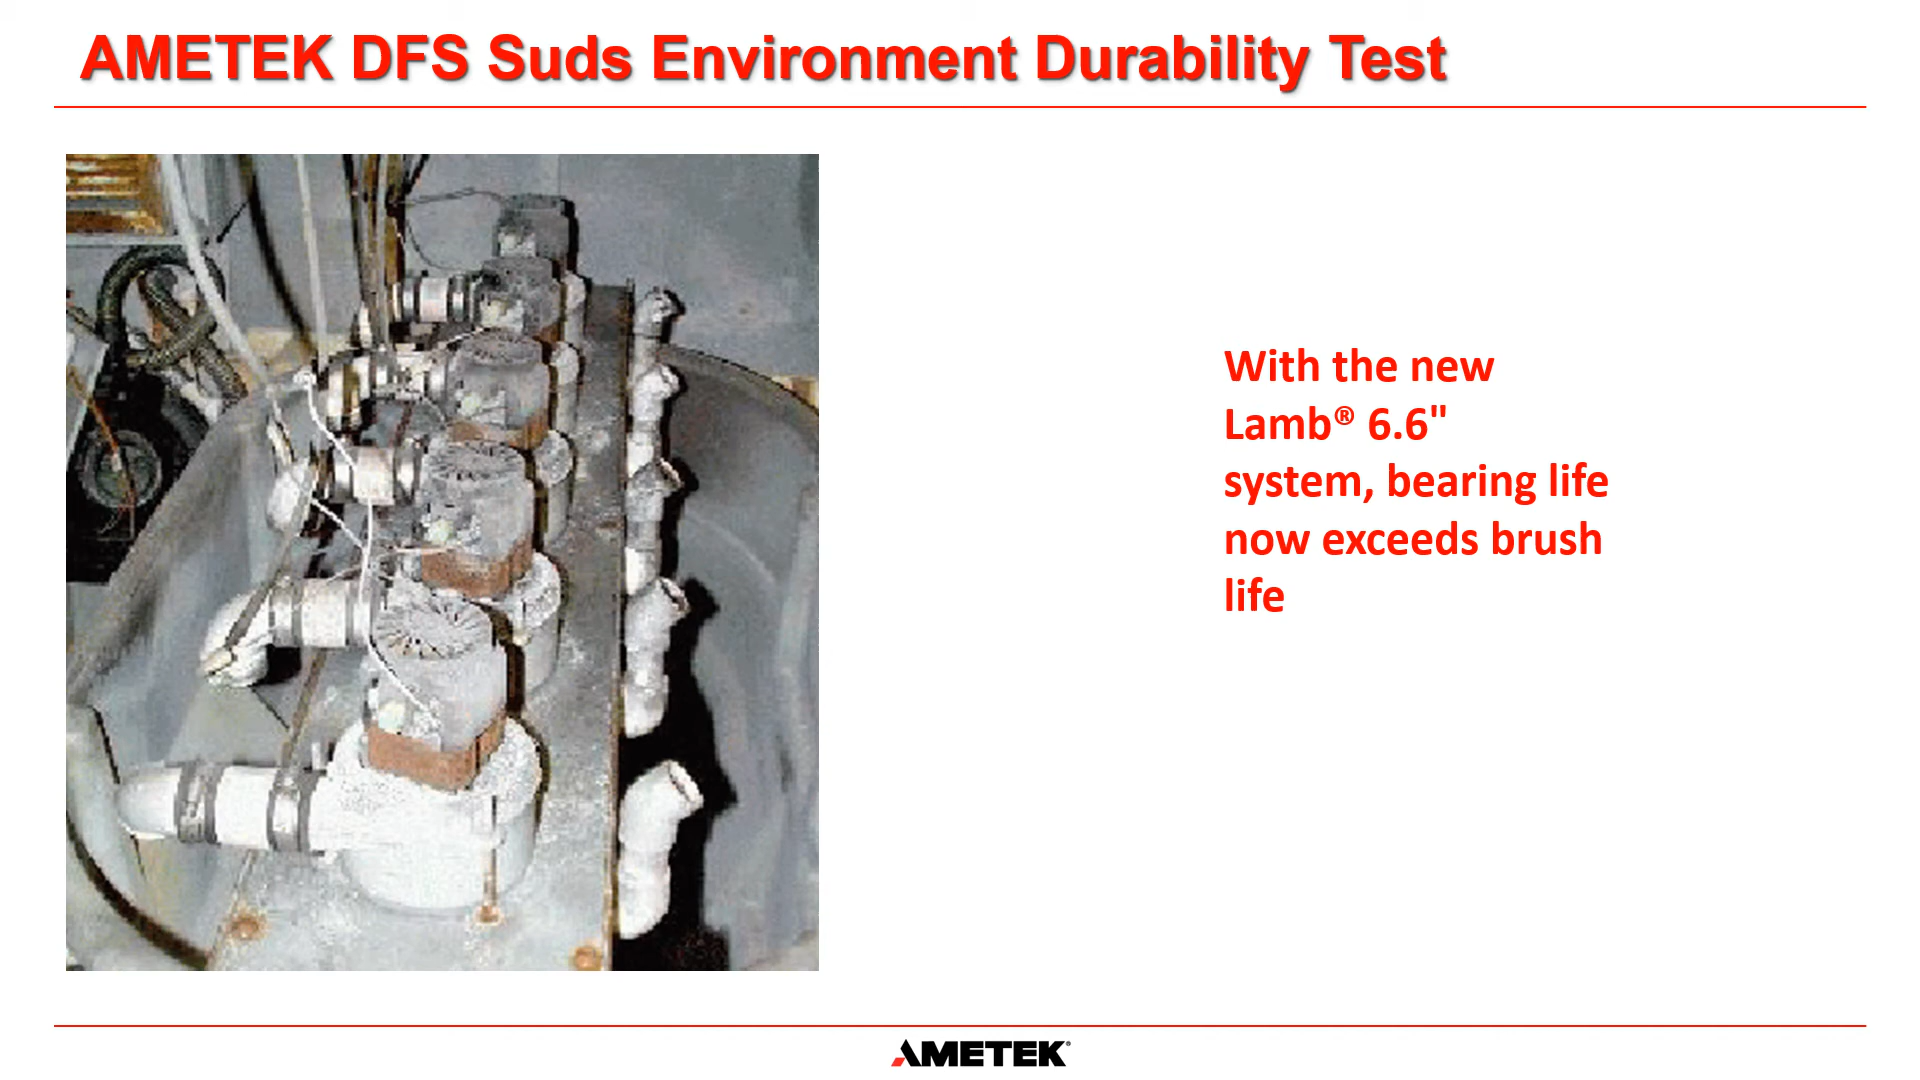 AMETEK DFS Suds Environment Durability Test
With the new
Lamb® 6.6"
system, bearing life
now exceeds brush
life
AMETEK®